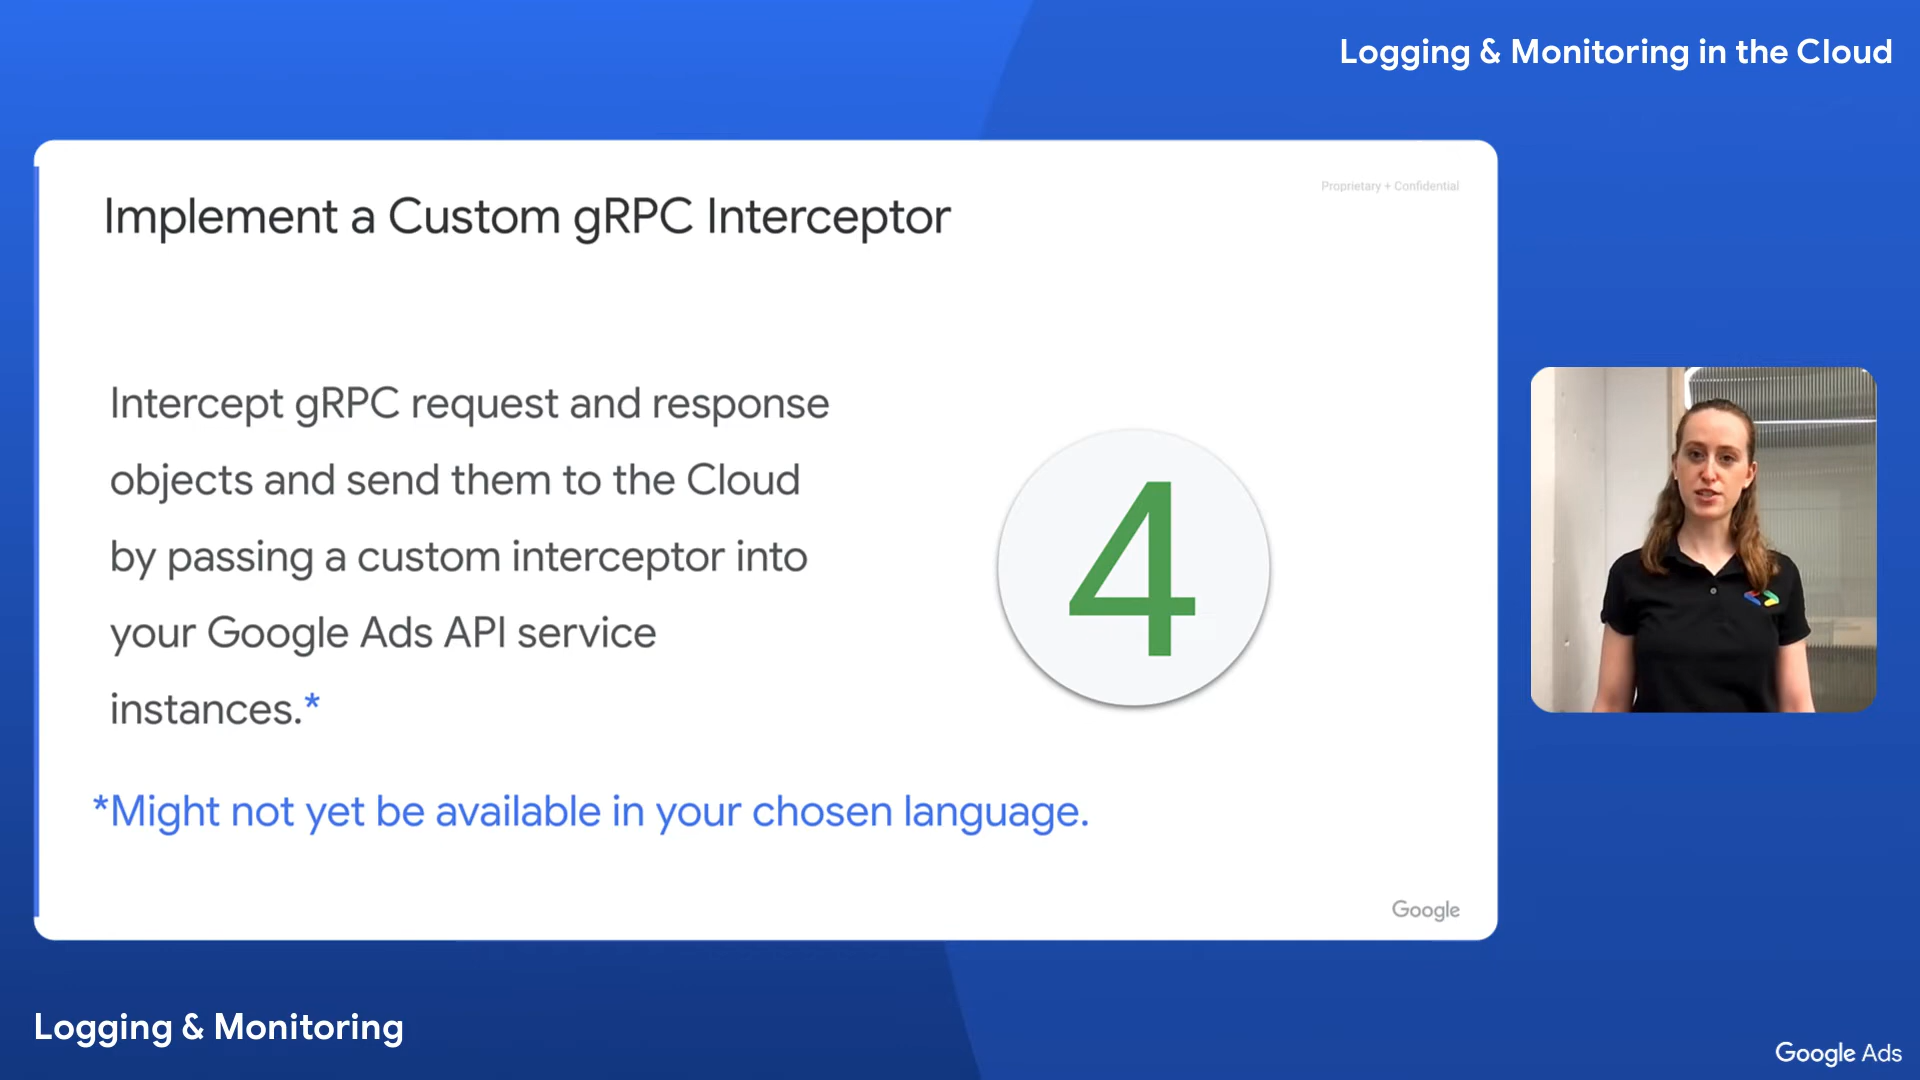 Logging & Monitoring in the Cloud
Proprietary + Confidential
Implement a Custom gRPC Interceptor
Intercept gRPC request and response
objects and send them to the Cloud
by passing a custom interceptor into
your Google Ads API service
instances.*
4
*Might not yet be available in your chosen language.
Google
Logging & Monitoring
Google Ads